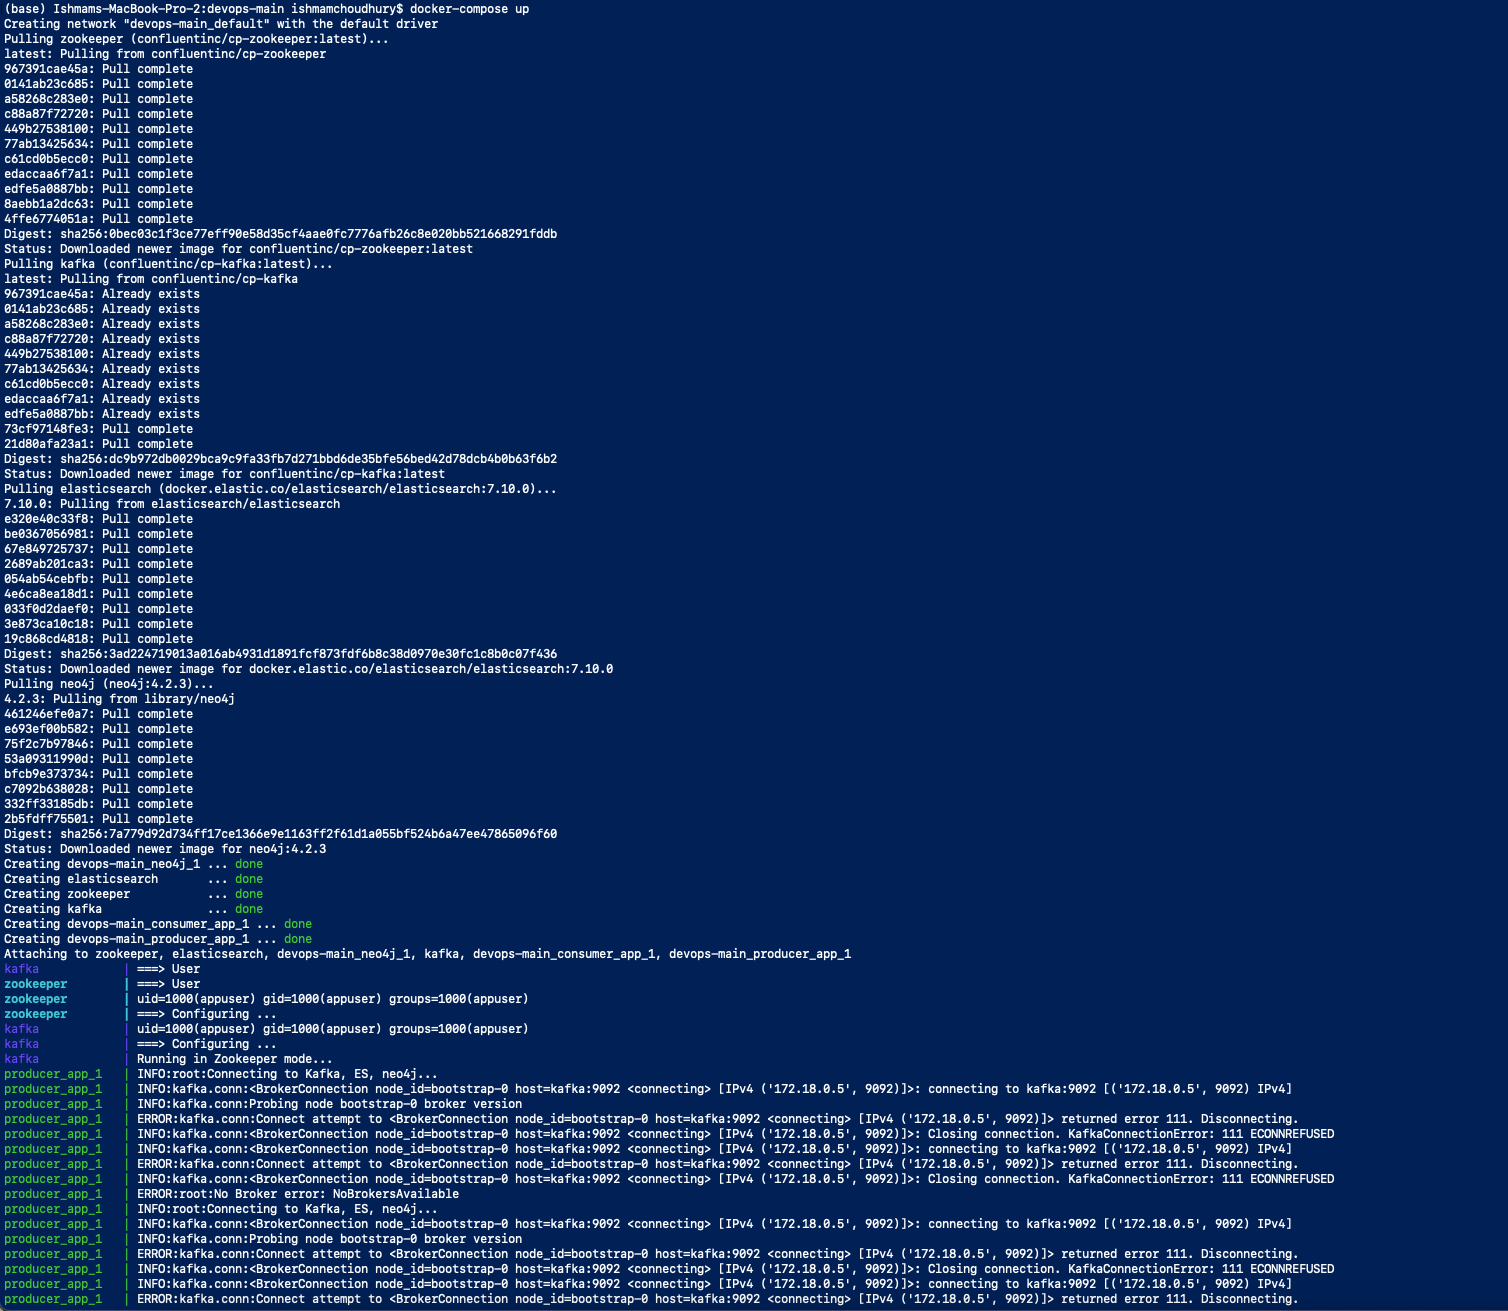 (base) Ishmams-MacBook-Pro-2:devops-main ishmamchoudhury$ docker-compose up
Creating network "devops-main_default" with the default driver
Pulling zookeeper (confluentinc/cp-zookeeper:latest)...
latest: Pulling from confluentinc/cp-zookeeper
967391cae45a: Pull complete
0141ab23c685: Pull complete
a58268c283e0: Pull complete
c88a87f72720: Pull complete
449b27538100: Pull complete
77ab13425634: Pull complete
c61cd0b5ecc0: Pull complete
edaccaa6f7a1: Pull complete
edfe5a0887bb: Pull complete
8aebb1a2dc63: Pull complete
4ffe6774051a: Pull complete
Digest: sha256:0bec03c1f3ce77eff90e58d35cf4aae0fc7776afb26c8e020bb521668291fddb
Status: Downloaded newer image for confluentinc/cp-zookeeper:latest
Pulling kafka (confluentinc/cp-kafka:latest)...
latest: Pulling from confluentinc/cp-kafka
967391cae45a: Already exists
0141ab23c685: Already exists
a58268c283e0: Already exists
c88a87f72720: Already exists
449b27538100: Already exists
77ab13425634: Already exists
c61cd0b5ecc0: Already exists
edaccaa6f7a1: Already exists
edfe5a0887bb: Already exists
73cf97148fe3: Pull complete
21d80afa23a1: Pull complete
Digest: sha256:dc9b972db0029bca9c9fa33fb7d271bbd6de35bfe56bed42d78dcb4b0b63f6b2
Status: Downloaded newer image for confluentinc/cp-kafka:latest
Pulling elasticsearch (docker.elastic.co/elasticsearch/elasticsearch:7.10.0)...
7.10.0: Pulling from elasticsearch/elasticsearch
e320e40c33f8: Pull complete
be0367056981: Pull complete
67e849725737: Pull complete
2689ab201ca3: Pull complete
054ab54cebfb: Pull complete
4e6ca8ea18d1: Pull complete
033f0d2daef0: Pull complete
3e873ca10c18: Pull complete
19c868cd4818: Pull complete
Digest: sha256:3ad224719013a016ab4931d1891fcf873fdf6b8c38d0970e30fc1c8b0c07f436
Status: Downloaded newer image for docker.elastic.co/elasticsearch/elasticsearch:7.10.0
Pulling neo4j (neo4j:4.2.3)...
4.2.3: Pulling from library/neo4j
461246efe0a7: Pull complete
e693ef00b582: Pull complete
75f2c7b97846: Pull complete
53a09311990d: Pull complete
bfcb9e373734: Pull complete
c7092b638028: Pull complete
332ff33185db: Pull complete
2b5fdff75501: Pull complete
Digest: sha256:7a779d92d734ff17ce1366e9e1163ff2f61d1a055bf524b6a47ee47865096f60
Status: Downloaded newer image for neo4j:4.2.3
Creating devops-main_neo4j_1 ... done
Creating elasticsearch       ... done
Creating zookeeper           ... done
Creating kafka               ... done
Creating devops-main_consumer_app_1 ... done
Creating devops-main_producer_app_1 ... done
Attaching to zookeeper, elasticsearch, devops-main_neo4j_1, kafka, devops-main_consumer_app_1, devops-main_producer_app_1
kafka            | ===> User
zookeeper        | ===> User
zookeeper        | uid=1000(appuser) gid=1000(appuser) groups=1000(appuser)
zookeeper        | ===> Configuring ...
kafka            | uid=1000(appuser) gid=1000(appuser) groups=1000(appuser)
kafka            | ===> Configuring ...
kafka            | Running in Zookeeper mode...
producer_app_1   | INFO:root:Connecting to Kafka, ES, neo4j...
producer_app_1   | INFO:kafka.conn:<BrokerConnection node_id=bootstrap-0 host=kafka:9092 <connecting> [IPv4 ('172.18.0.5', 9092)]>: connecting to kafka:9092 [('172.18.0.5', 9092) IPv4]
producer_app_1   | INFO:kafka.conn:Probing node bootstrap-0 broker version
producer_app_1   | ERROR:kafka.conn:Connect attempt to <BrokerConnection node_id=bootstrap-0 host=kafka:9092 <connecting> [IPv4 ('172.18.0.5', 9092)]> returned error 111. Disconnecting.
producer_app_1   | INFO:kafka.conn:<BrokerConnection node_id=bootstrap-0 host=kafka:9092 <connecting> [IPv4 ('172.18.0.5', 9092)]>: Closing connection. KafkaConnectionError: 111 ECONNREFUSED
producer_app_1   | INFO:kafka.conn:<BrokerConnection node_id=bootstrap-0 host=kafka:9092 <connecting> [IPv4 ('172.18.0.5', 9092)]>: connecting to kafka:9092 [('172.18.0.5', 9092) IPv4]
producer_app_1   | ERROR:kafka.conn:Connect attempt to <BrokerConnection node_id=bootstrap-0 host=kafka:9092 <connecting> [IPv4 ('172.18.0.5', 9092)]> returned error 111. Disconnecting.
producer_app_1   | INFO:kafka.conn:<BrokerConnection node_id=bootstrap-0 host=kafka:9092 <connecting> [IPv4 ('172.18.0.5', 9092)]>: Closing connection. KafkaConnectionError: 111 ECONNREFUSED
producer_app_1   | ERROR:root:No Broker error: NoBrokersAvailable
producer_app_1   | INFO:root:Connecting to Kafka, ES, neo4j...
producer_app_1   | INFO:kafka.conn:<BrokerConnection node_id=bootstrap-0 host=kafka:9092 <connecting> [IPv4 ('172.18.0.5', 9092)]>: connecting to kafka:9092 [('172.18.0.5', 9092) IPv4]
producer_app_1   | INFO:kafka.conn:Probing node bootstrap-0 broker version
producer_app_1   | ERROR:kafka.conn:Connect attempt to <BrokerConnection node_id=bootstrap-0 host=kafka:9092 <connecting> [IPv4 ('172.18.0.5', 9092)]> returned error 111. Disconnecting.
producer_app_1   | INFO:kafka.conn:<BrokerConnection node_id=bootstrap-0 host=kafka:9092 <connecting> [IPv4 ('172.18.0.5', 9092)]>: Closing connection. KafkaConnectionError: 111 ECONNREFUSED
producer_app_1   | INFO:kafka.conn:<BrokerConnection node_id=bootstrap-0 host=kafka:9092 <connecting> [IPv4 ('172.18.0.5', 9092)]>: connecting to kafka:9092 [('172.18.0.5', 9092) IPv4]
producer_app_1   | ERROR:kafka.conn:Connect attempt to <BrokerConnection node_id=bootstrap-0 host=kafka:9092 <connecting> [IPv4 ('172.18.0.5', 9092)]> returned error 111. Disconnecting.